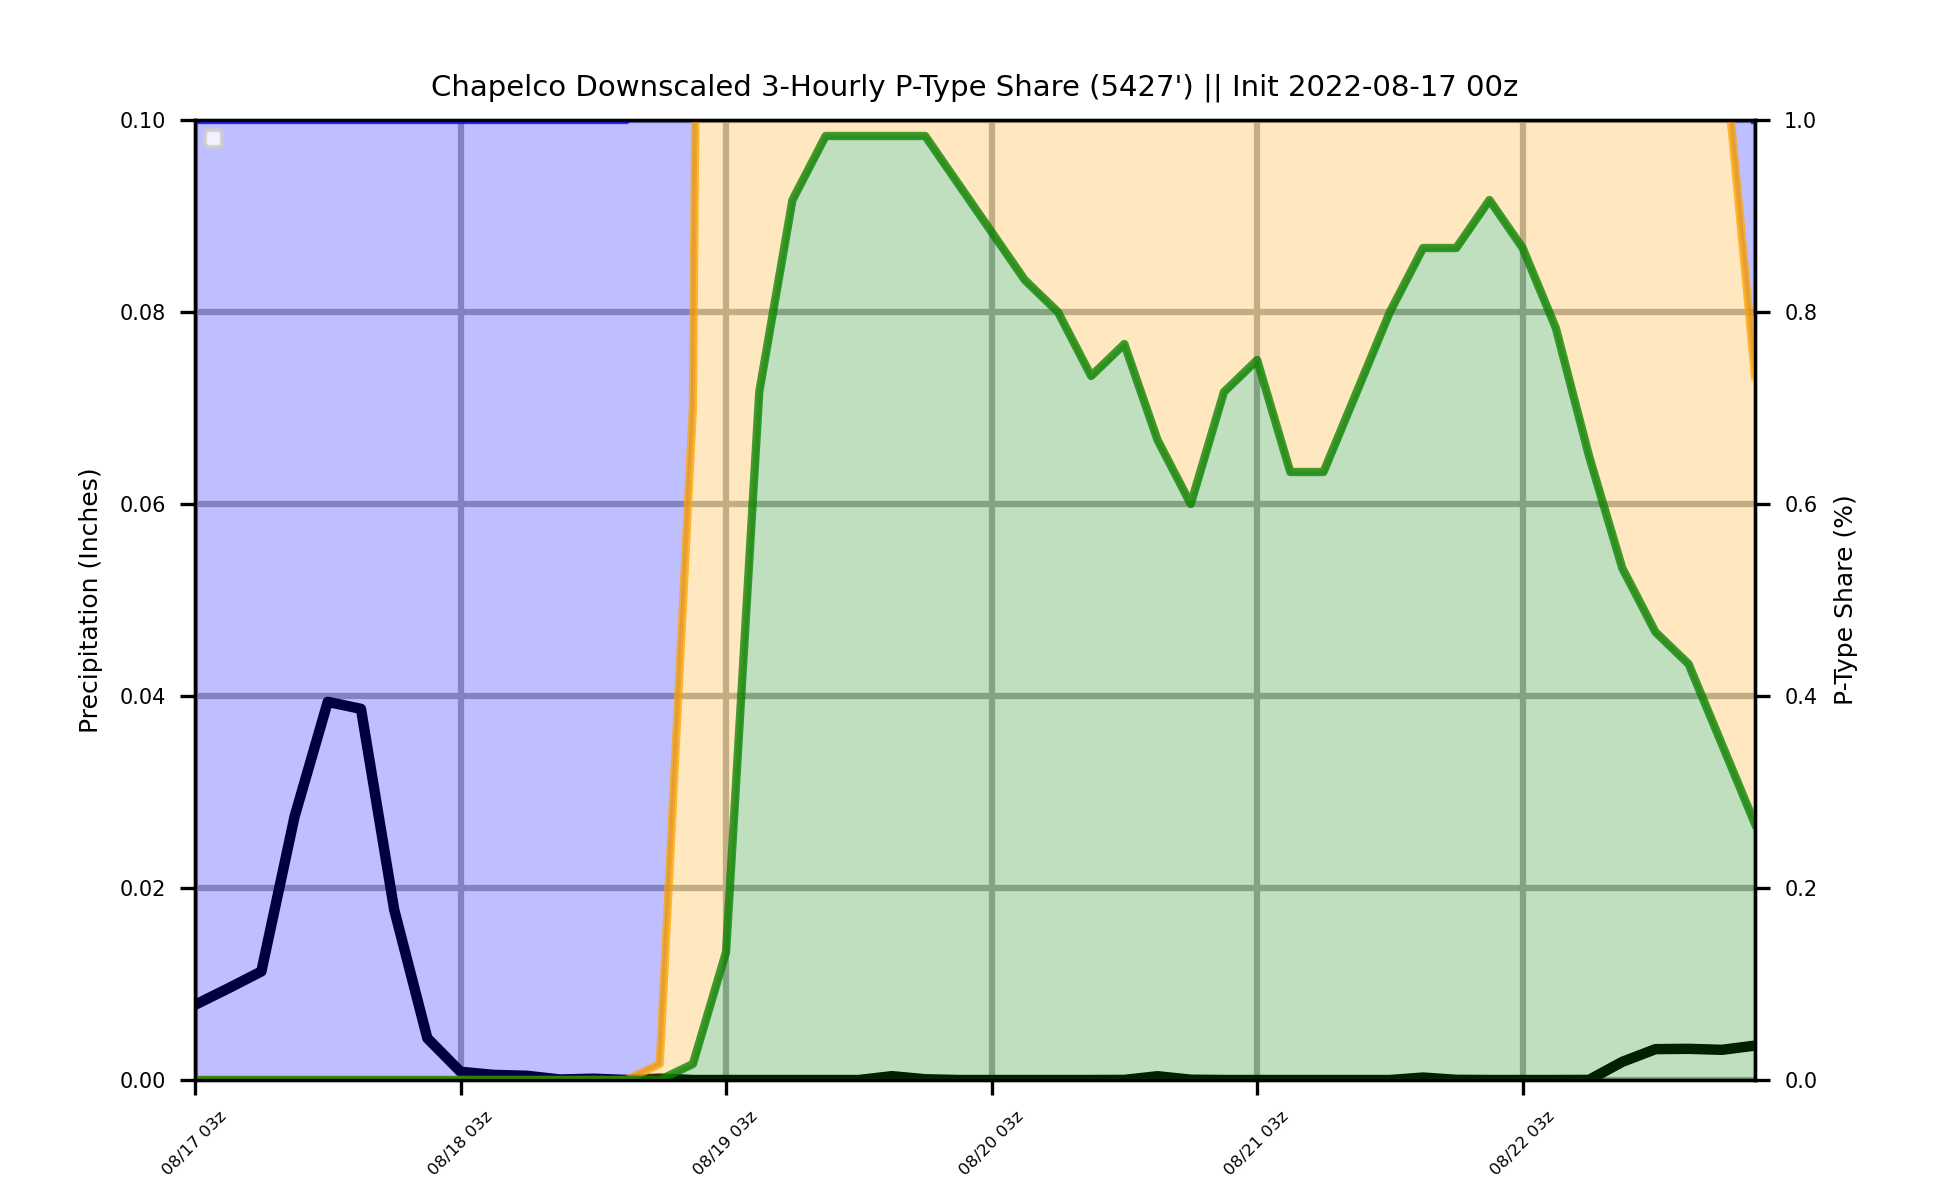 Chapelco Downscaled 3-Hourly P-Type Share (5427') || Init 2022-08-17 00z
0.10
0.08
0.06
0.04
0.02
0.00
Precipitation (Inches)
1.0
0.8
0.6
0.4
0.2
0.0
P-Type Share (%)
08/17 03z
08/18 03z
08/19 03z
08/20 03z
08/21 03z
08/22 03z